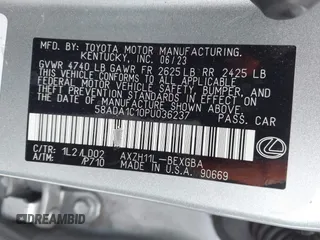 MFD. BY: TOYOTA MOTOR MANUFACTURING,
KENTUCKY, INC. 06/23
GVWR 4740 LB GAWR FR 2625 LB RR 2425 LB
THIS VEHICLE CONFORMS TO ALL APPLICABLE
FEDERAL MOTOR VEHICLE SAFETY, BUMPER, AND
THEFT PREVENTION STANDARDS IN EFFECT ON
THE DATE OF MANUFACTURE SHOWN ABOVE.
58ADA1C10PU036237 PASS. CAR
C/TR: 1L2/LD02 AXZH11L-BEXGBA
A/TM: /P710 MADE IN U.S.A. 90669
DREAMBID